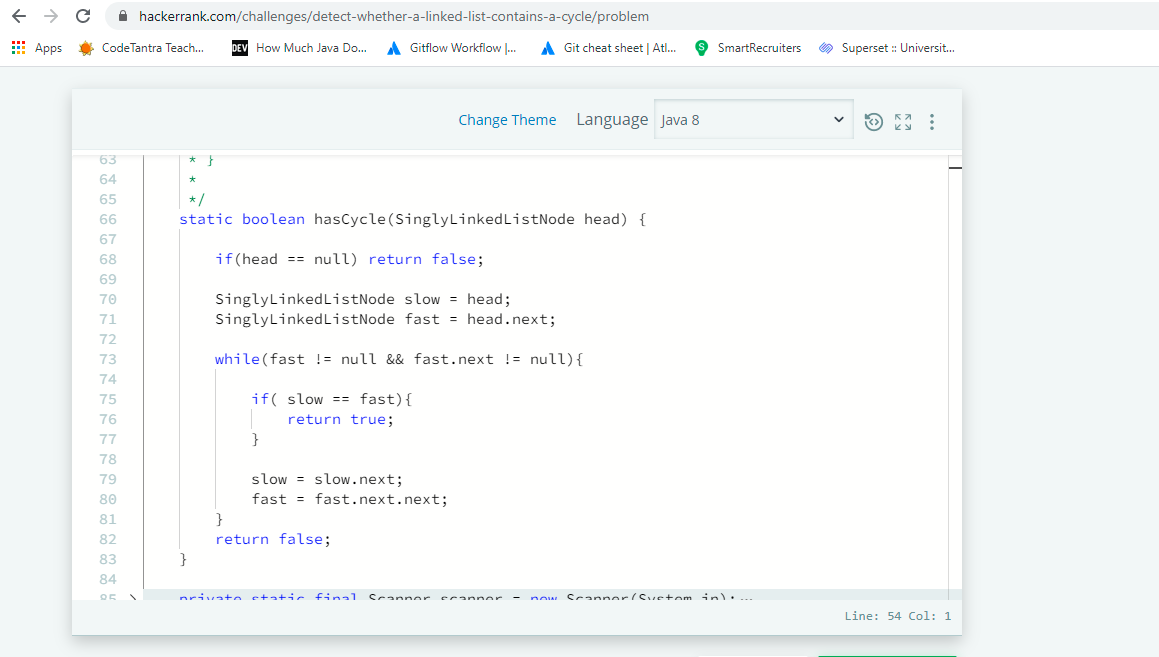 hackerrank.com/challenges/detect-whether-a-linked-list-contains-a-cycle/problem
Apps CodeTantra Teach... DEV How Much Java Do... Gitflow Workflow |... Git cheat sheet | Atl... S SmartRecruiters Superset :: Universit...
Change Theme Language Java 8
63 * }
64 *
65 */
66 static boolean hasCycle(SinglyLinkedListNode head) {
67
68 if(head == null) return false;
69
70 SinglyLinkedListNode slow = head;
71 SinglyLinkedListNode fast = head.next;
72
73 while(fast != null && fast.next != null){
74
75 if( slow == fast){
76 return true;
77 }
78
79 slow = slow.next;
80 fast = fast.next.next;
81 }
82 return false;
83 }
84
85 private static final Scanner scanner = new Scanner(System.in);…
Line: 54 Col: 1